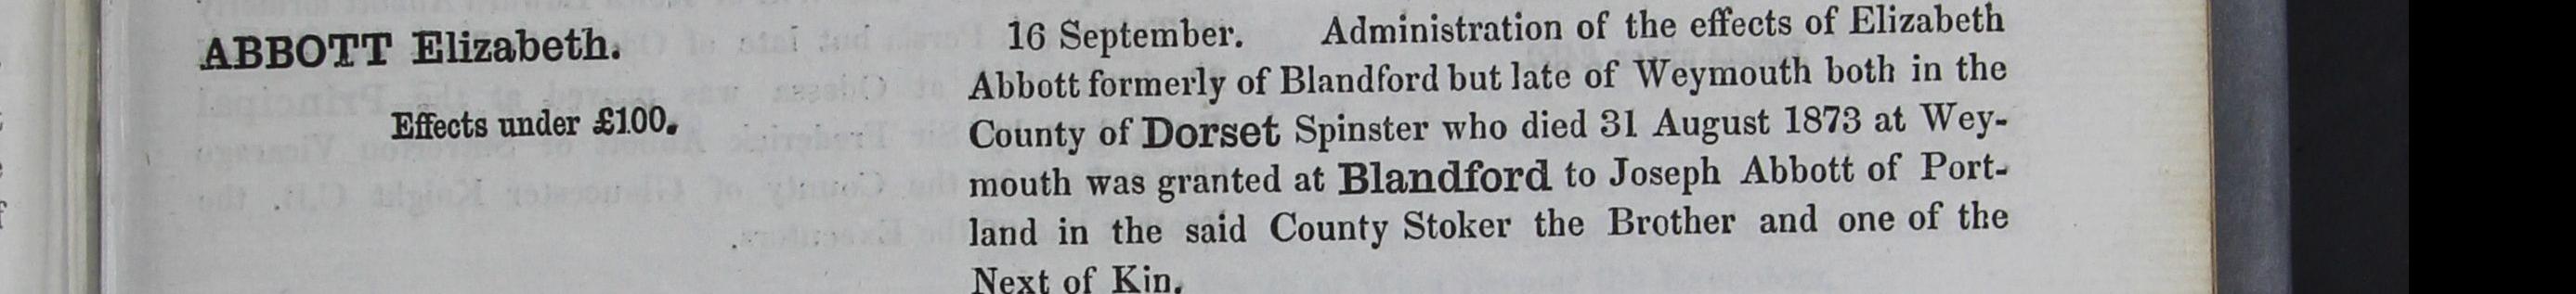 ABBOTT Elizabeth.
Effects under £100.
16 September. Administration of the effects of Elizabeth
Abbott formerly of Blandford but late of Weymouth both in the
County of Dorset Spinster who died 31 August 1873 at Wey-
mouth was granted at Blandford to Joseph Abbott of Port-
land in the said County Stoker the Brother and one of the
Next of Kin.